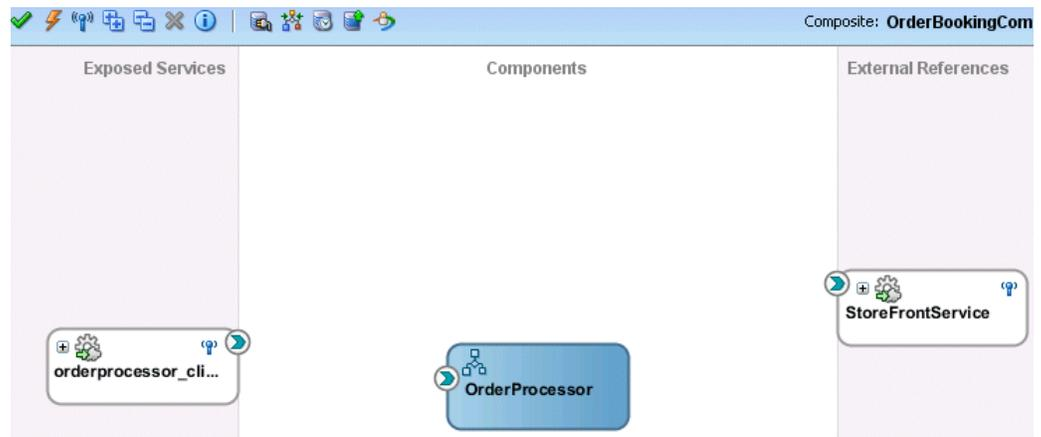 Composite: OrderBookingCom
Exposed Services
Components
External References
StoreFrontService
orderprocessor_cli...
OrderProcessor